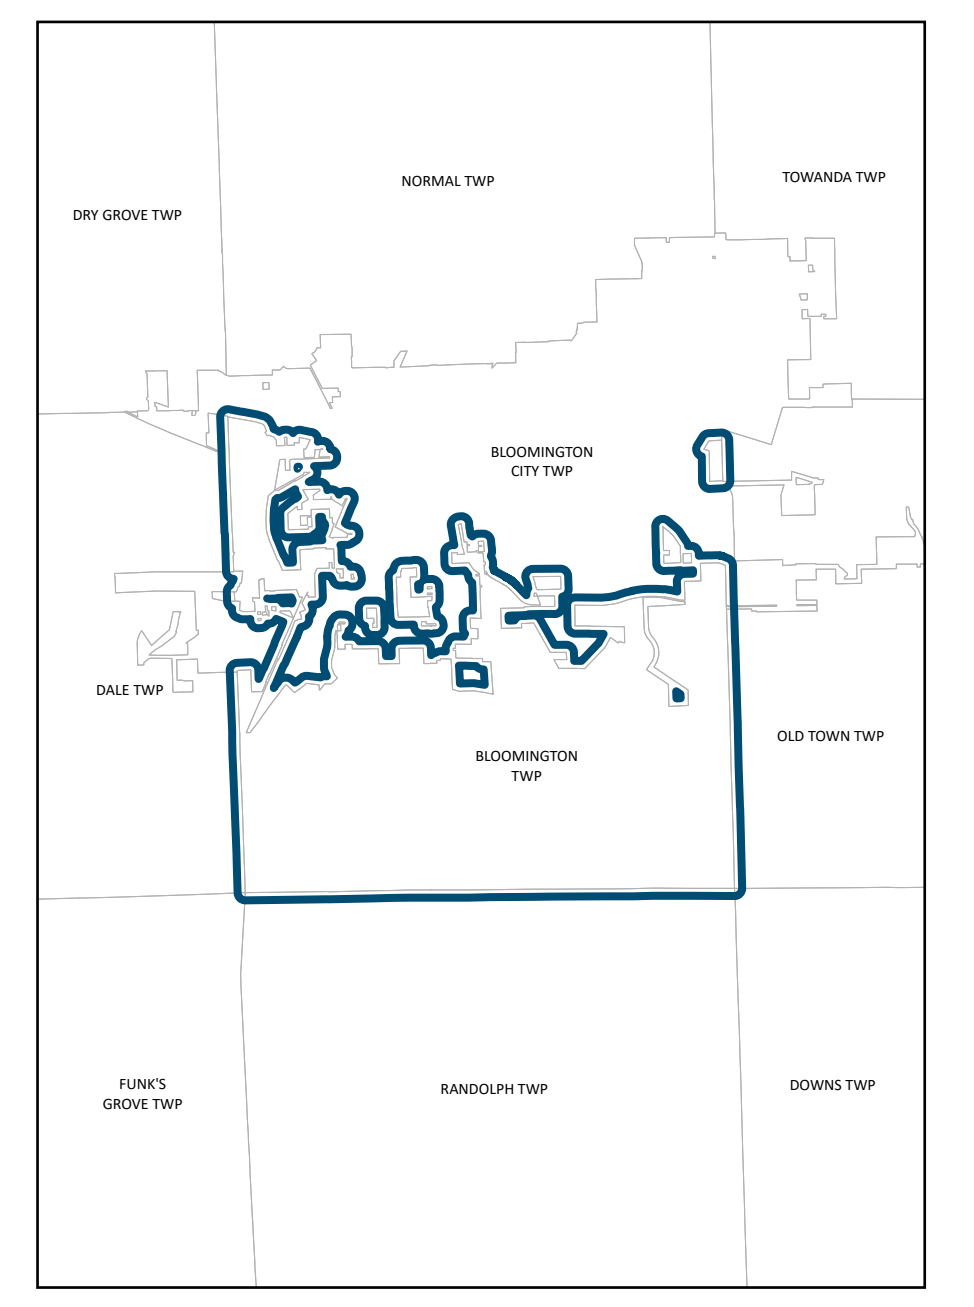 NORMAL TWP
TOWANDA TWP
DRY GROVE TWP
BLOOMINGTON
CITY TWP
DALE TWP
BLOOMINGTON
TWP
OLD TOWN TWP
FUNK'S
GROVE TWP
RANDOLPH TWP
DOWNS TWP